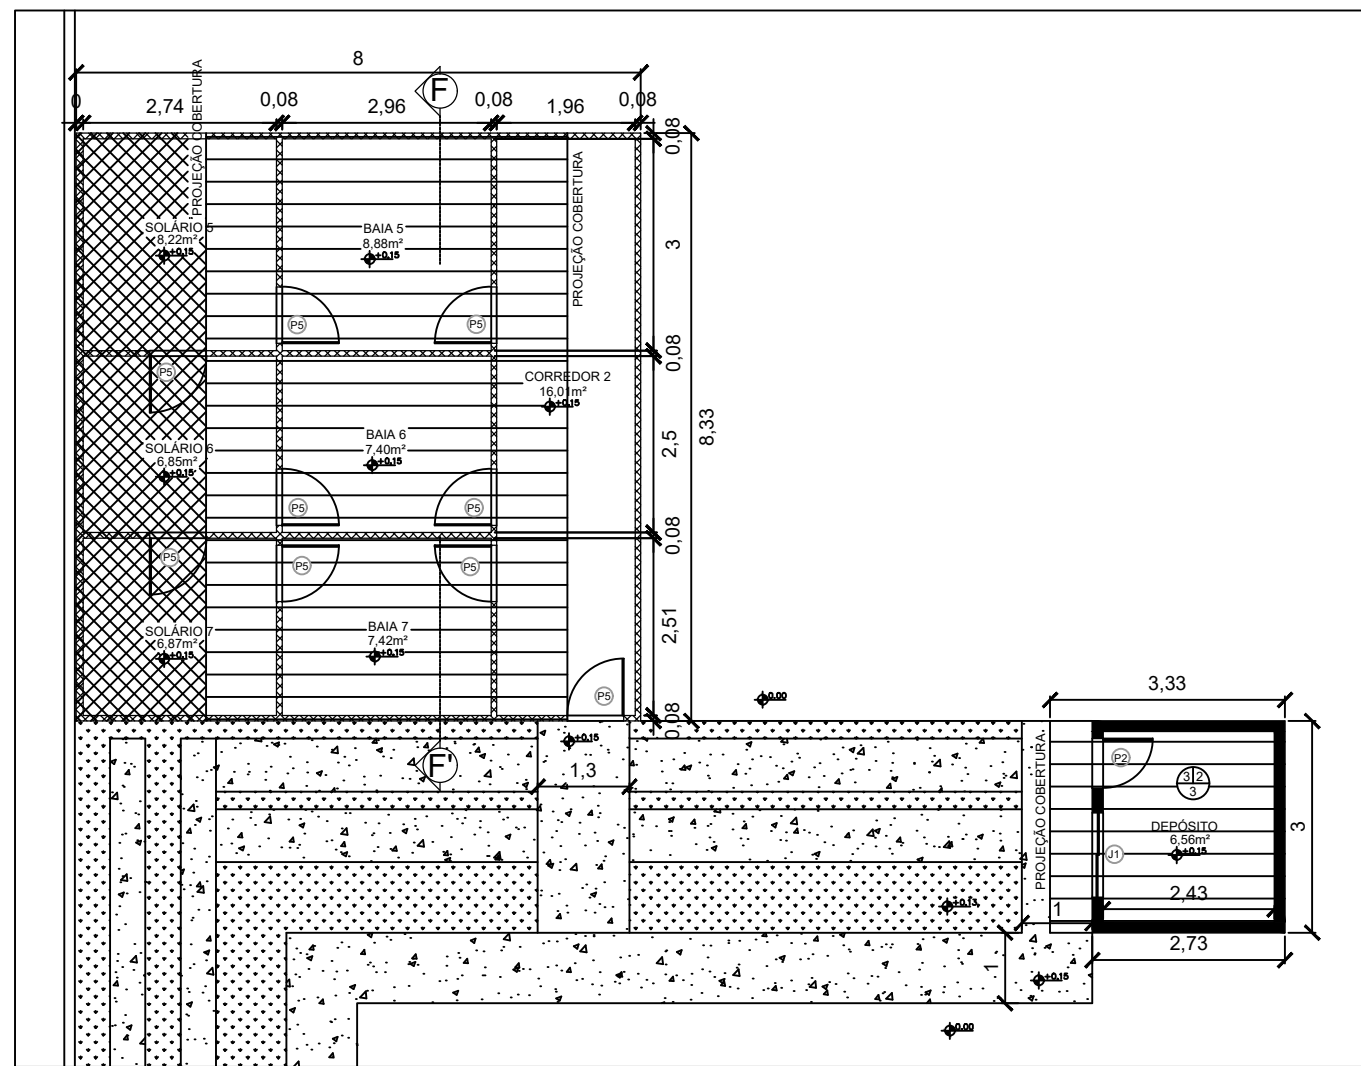 8
F
0
2,74
0,08
2,96
0,08
1,96
0,08
PROJEÇÃO COBERTURA
PROJEÇÃO COBERTURA
0,08
SOLÁRIO 5
8,22m²
+0.15
BAIA 5
8,88m²
+0.15
3
P5
P5
0,08
P5
CORREDOR 2
16,01m²
+0.15
8,33
SOLÁRIO 6
6,85m²
+0.15
BAIA 6
7,40m²
+0.15
2,5
P5
P5
0,08
P5
P5
P5
SOLÁRIO 7
6,87m²
+0.15
BAIA 7
7,42m²
+0.15
2,51
P5
0.00
0,08
3,33
+0.15
F'
1,3
PROJEÇÃO COBERTURA
P2
3 2
3
DEPÓSITO
6,56m²
+0.15
J1
3
2,43
+0.13
1
2,73
1
+0.15
0.00